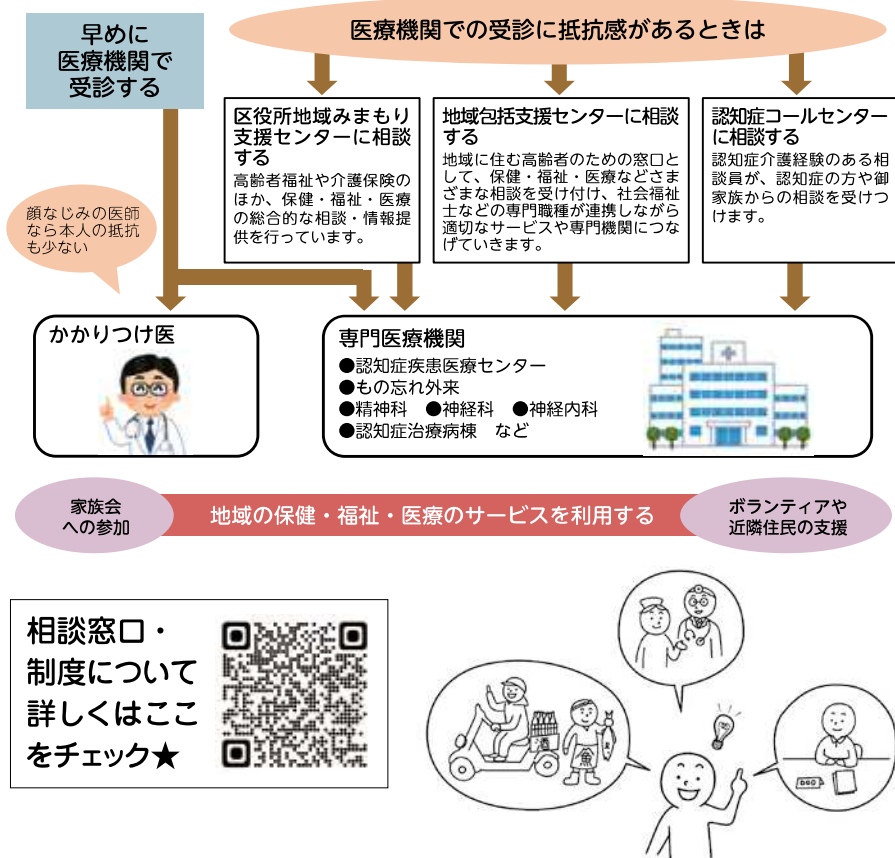 早めに
医療機関で
受診する
医療機関での受診に抵抗感があるときは
区役所地域みまもり
支援センターに相談
する
高齢者福祉や介護保険の
ほか、保健・福祉・医療
の総合的な相談・情報提
供を行っています。
地域包括支援センターに相談
する
地域に住む高齢者のための窓口と
して、保健・福祉・医療などさま
ざまな相談を受け付け、社会福祉
士などの専門職種が連携しながら
適切なサービスや専門機関につな
げていきます。
認知症コールセンター
に相談する
認知症介護経験のある相
談員が、認知症の方や御
家族からの相談を受けつ
けます。
顔なじみの医師
なら本人の抵抗
も少ない
かかりつけ医
専門医療機関
●認知症疾患医療センター
●もの忘れ外来
●精神科　●神経科　●神経内科
●認知症治療病棟　など
家族会
への参加
地域の保健・福祉・医療のサービスを利用する
ボランティアや
近隣住民の支援
相談窓口・
制度について
詳しくはここ
をチェック★
酒
魚